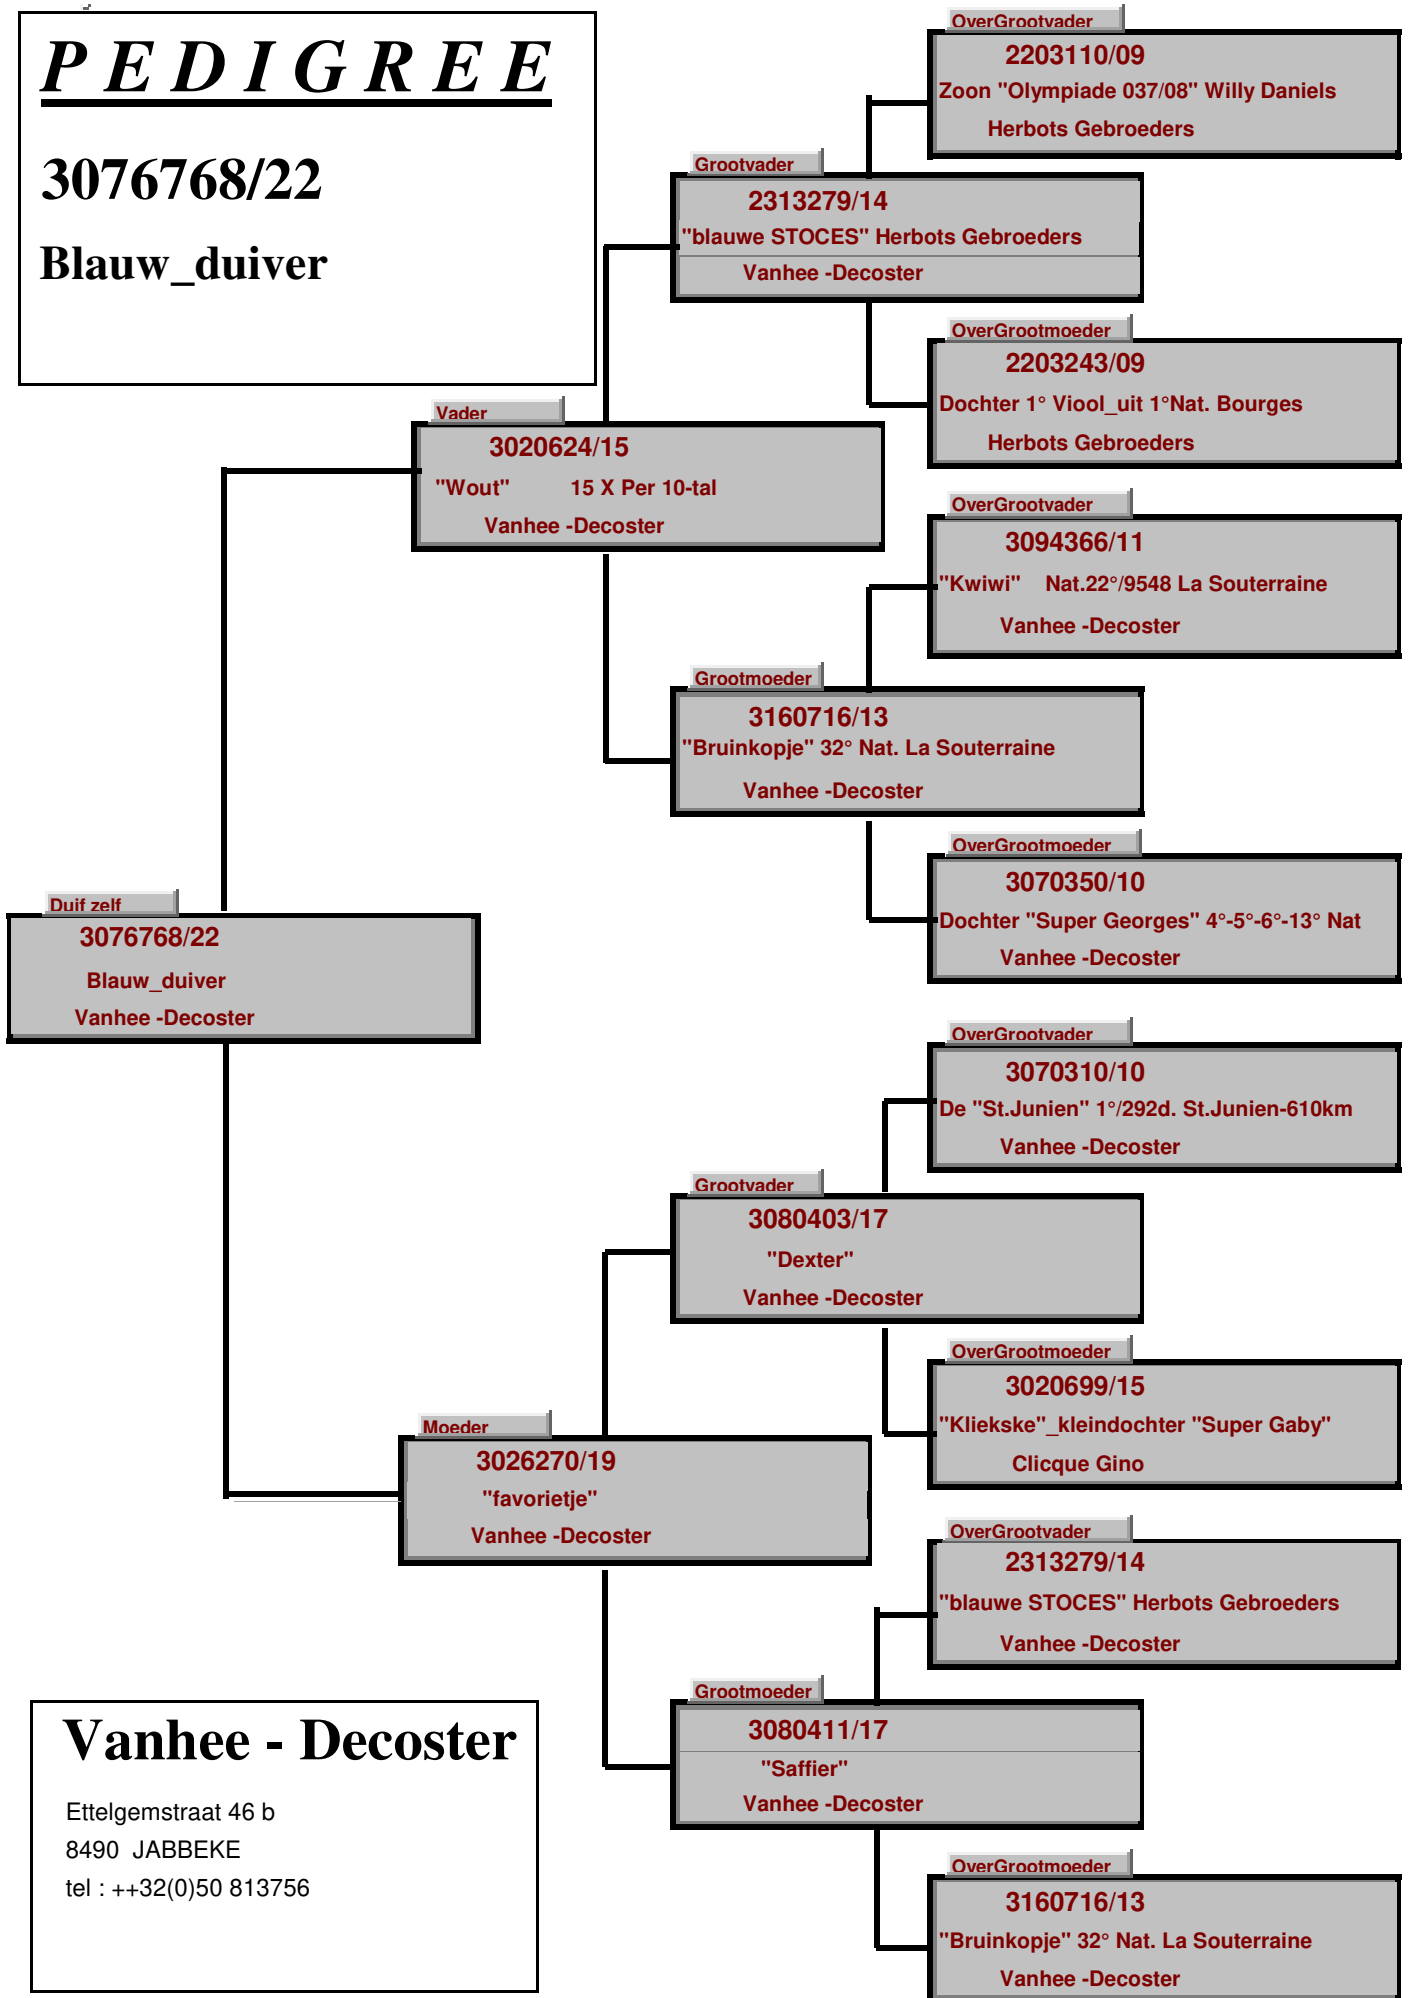 P E D I G R E E
3076768/22
Blauw_duiver
OverGrootvader
2203110/09
Zoon "Olympiade 037/08" Willy Daniels
Herbots Gebroeders
Grootvader
2313279/14
"blauwe STOCES" Herbots Gebroeders
Vanhee -Decoster
OverGrootmoeder
2203243/09
Dochter 1° Viool_uit 1°Nat. Bourges
Herbots Gebroeders
Vader
3020624/15
"Wout" 15 X Per 10-tal
Vanhee -Decoster
OverGrootvader
3094366/11
"Kwiwi" Nat.22°/9548 La Souterraine
Vanhee -Decoster
Grootmoeder
3160716/13
"Bruinkopje" 32° Nat. La Souterraine
Vanhee -Decoster
OverGrootmoeder
3070350/10
Dochter "Super Georges" 4°-5°-6°-13° Nat
Vanhee -Decoster
Duif zelf
3076768/22
Blauw_duiver
Vanhee -Decoster
OverGrootvader
3070310/10
De "St.Junien" 1°/292d. St.Junien-610km
Vanhee -Decoster
Grootvader
3080403/17
"Dexter"
Vanhee -Decoster
OverGrootmoeder
3020699/15
"Kliekske"_kleindochter "Super Gaby"
Clicque Gino
Moeder
3026270/19
"favorietje"
Vanhee -Decoster
OverGrootvader
2313279/14
"blauwe STOCES" Herbots Gebroeders
Vanhee -Decoster
Grootmoeder
3080411/17
"Saffier"
Vanhee -Decoster
OverGrootmoeder
3160716/13
"Bruinkopje" 32° Nat. La Souterraine
Vanhee -Decoster
Vanhee - Decoster
Ettelgemstraat 46 b
8490 JABBEKE
tel : ++32(0)50 813756